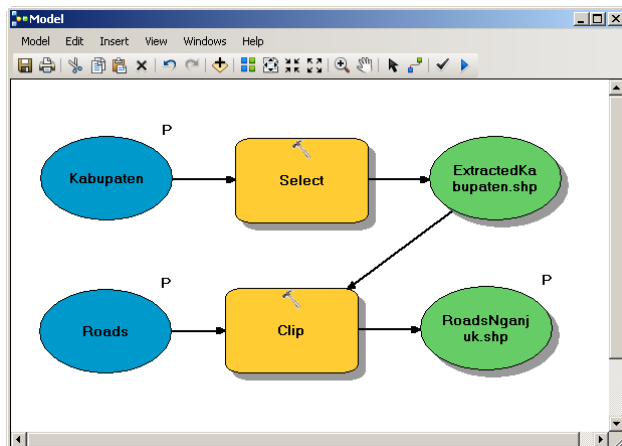 Model
Model Edit Insert View Windows Help
P
Kabupaten
Select
ExtractedKa
bupaten.shp
P
Roads
Clip
P
RoadsNganj
uk.shp